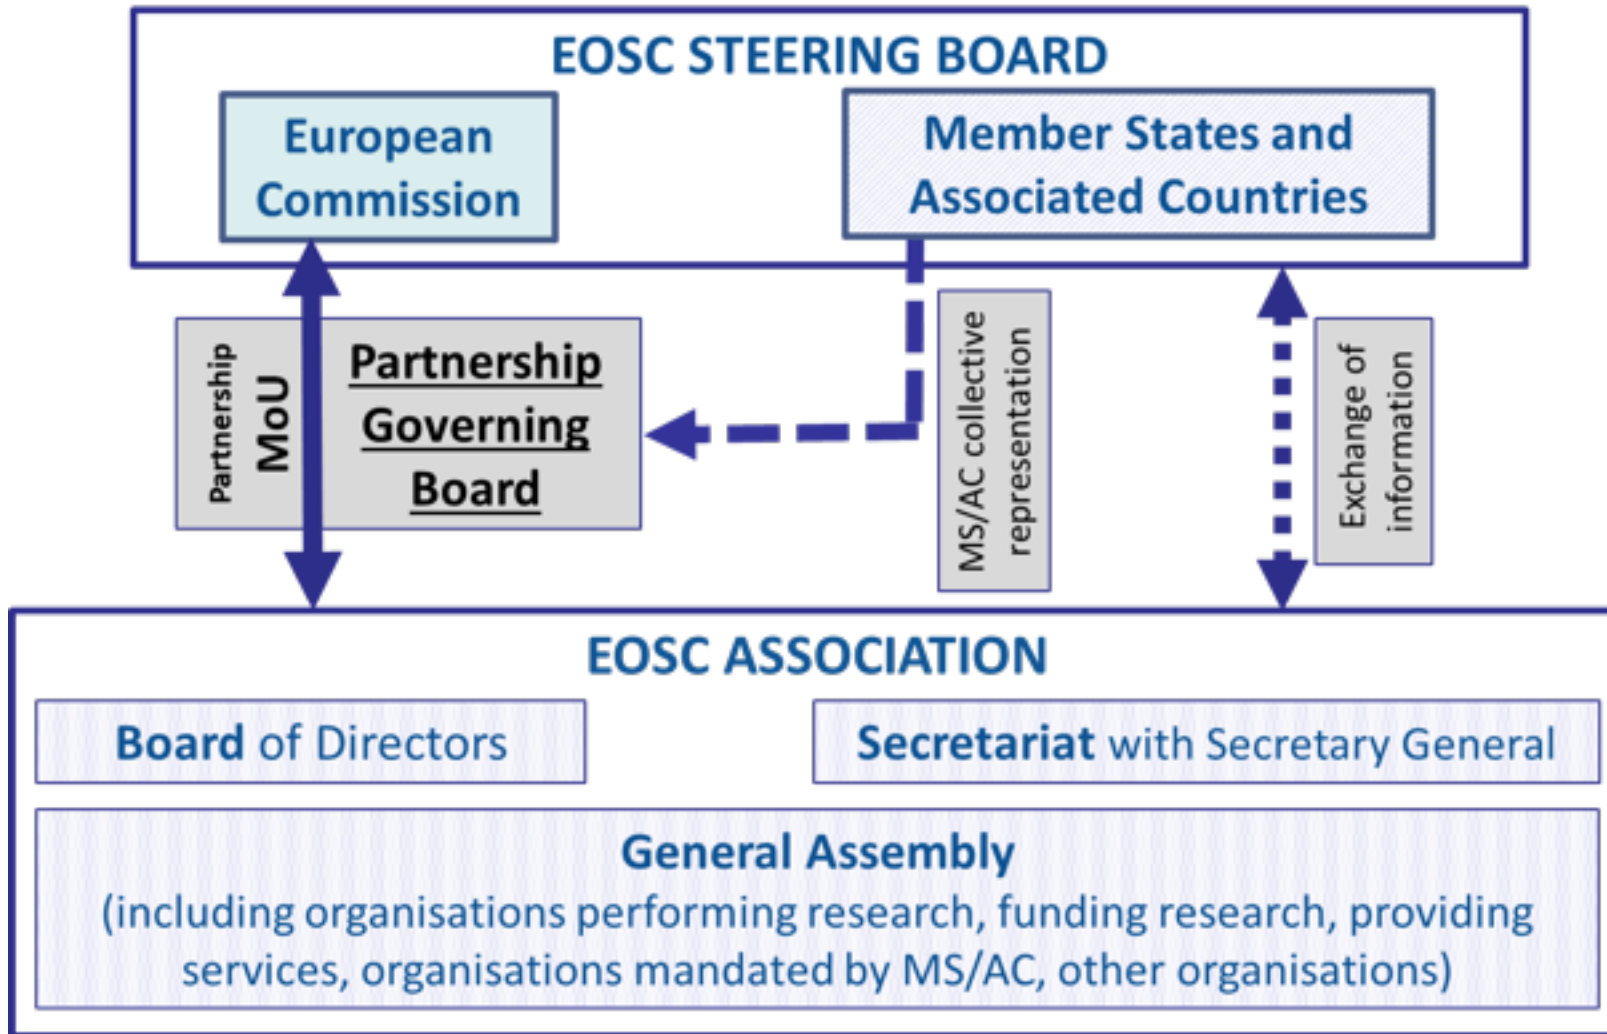 EOSC STEERING BOARD
European
Commission
Member States and
Associated Countries
Partnership
MoU
Partnership
Governing
Board
MS/AC collective
representation
Exchange of
information
EOSC ASSOCIATION
Board of Directors
Secretariat with Secretary General
General Assembly
(including organisations performing research, funding research, providing
services, organisations mandated by MS/AC, other organisations)